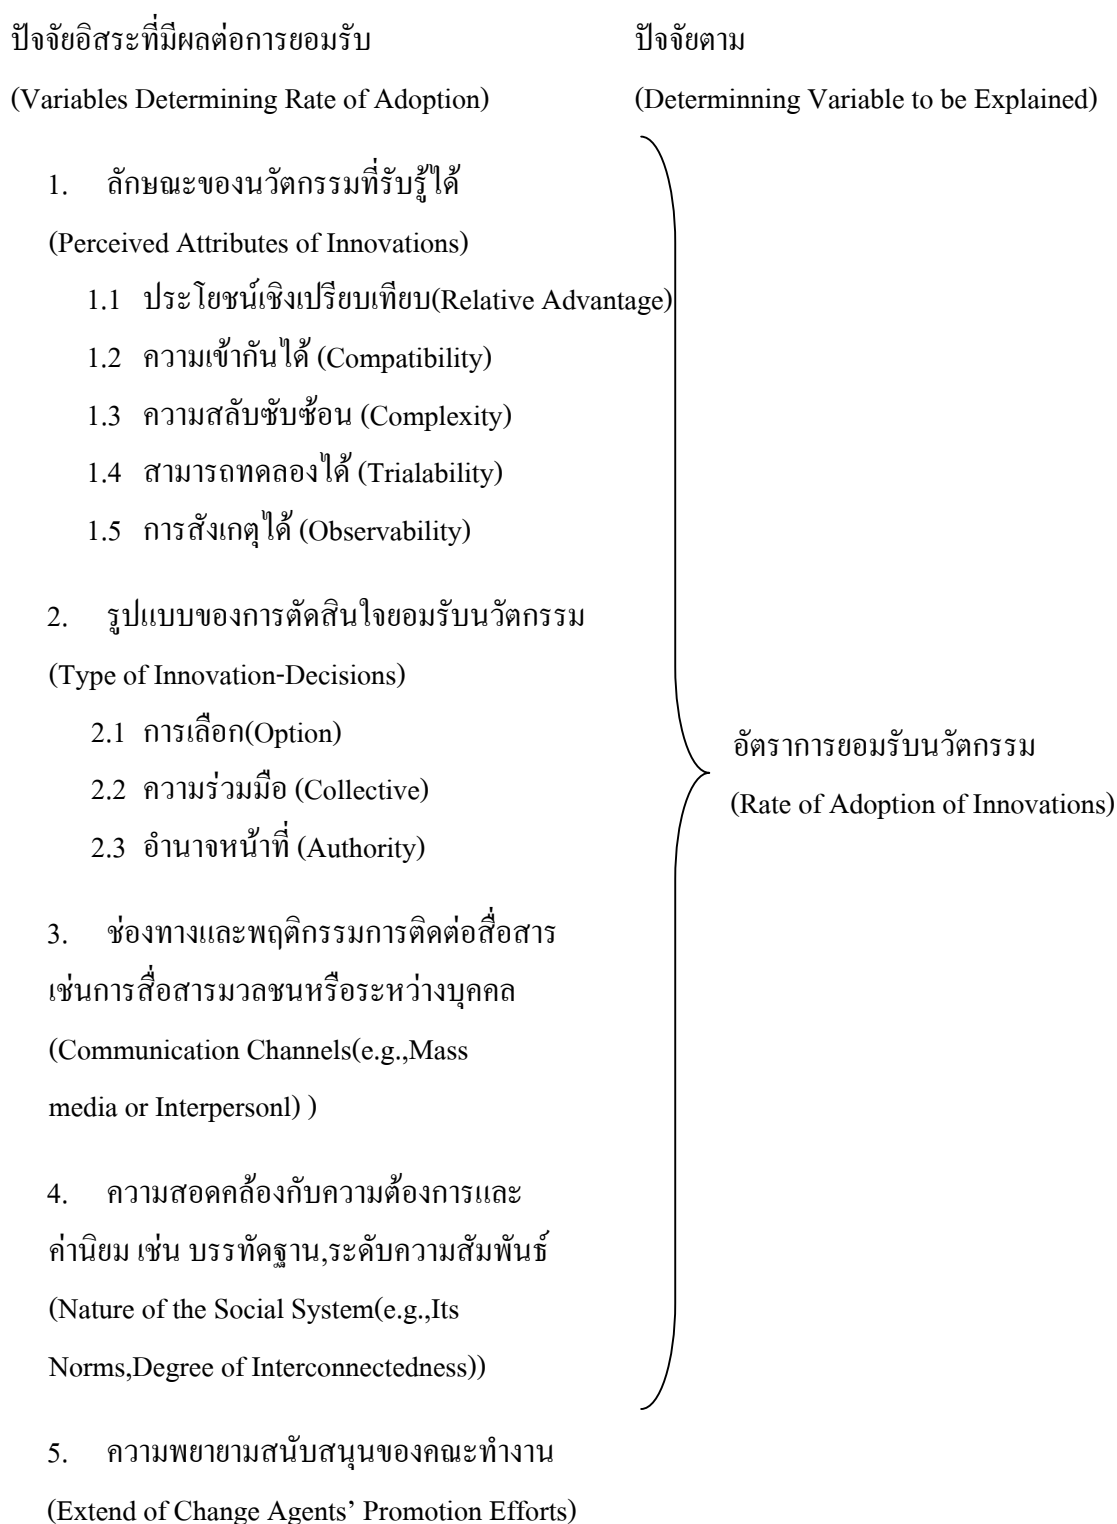 ปัจจัยอิสระที่มีผลต่อการยอมรับ
(Variables Determining Rate of Adoption)
ปัจจัยตาม
(Determinning Variable to be Explained)
1. ลักษณะของนวัตกรรมที่รับรู้ได้
(Perceived Attributes of Innovations)
1.1 ประโยชน์เชิงเปรียบเทียบ(Relative Advantage)
1.2 ความเข้ากันได้ (Compatibility)
1.3 ความสลับซับซ้อน (Complexity)
1.4 สามารถทดลองได้ (Trialability)
1.5 การสังเกตุได้ (Observability)
2. รูปแบบของการตัดสินใจยอมรับนวัตกรรม
(Type of Innovation-Decisions)
2.1 การเลือก(Option)
2.2 ความร่วมมือ (Collective)
2.3 อำนาจหน้าที่ (Authority)
3. ช่องทางและพฤติกรรมการติดต่อสื่อสาร
เช่นการสื่อสารมวลชนหรือระหว่างบุคคล
(Communication Channels(e.g.,Mass
media or Interpersonl) )
4. ความสอดคล้องกับความต้องการและ
ค่านิยม เช่น บรรทัดฐาน,ระดับความสัมพันธ์
(Nature of the Social System(e.g.,Its
Norms,Degree of Interconnectedness))
5. ความพยายามสนับสนุนของคณะทำงาน
(Extend of Change Agents’ Promotion Efforts)
อัตราการยอมรับนวัตกรรม
(Rate of Adoption of Innovations)